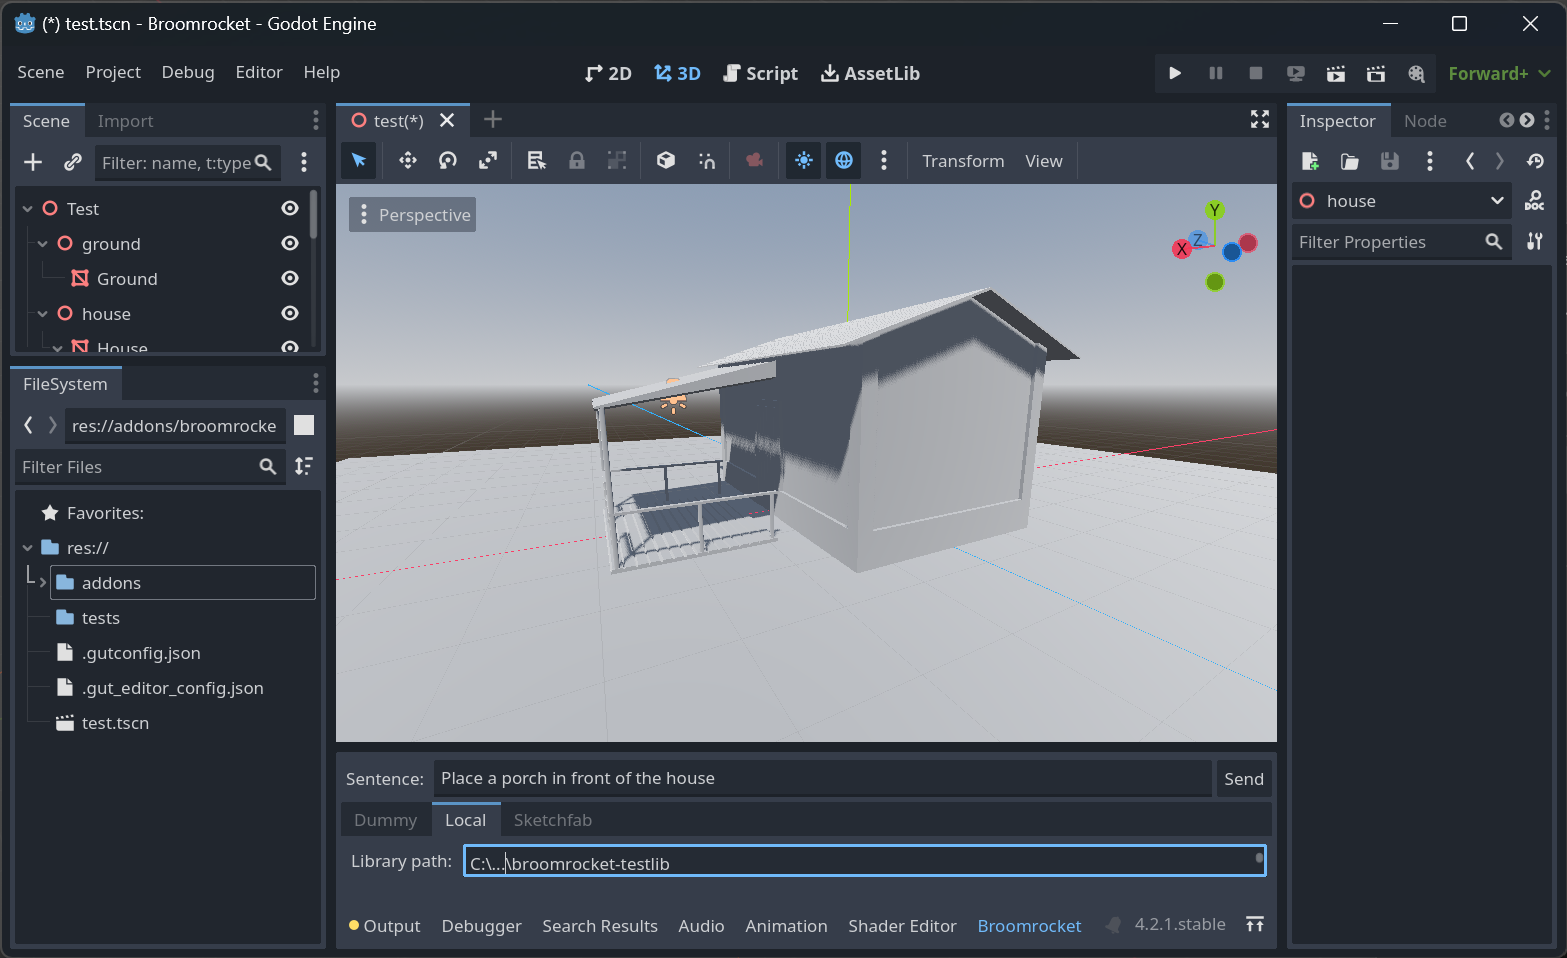 (*) test.tscn - Broomrocket - Godot Engine
Scene Project Debug Editor Help
2D 3D Script AssetLib
Forward+
Scene Import
Filter: name, t:type
Test
ground
Ground
house
House
FileSystem
res://addons/broomrocke
Filter Files
Favorites:
res://
addons
tests
.gutconfig.json
.gut_editor_config.json
test.tscn
test(*)
Transform View
Perspective
Y
Z
X
Sentence: Place a porch in front of the house Send
Dummy Local Sketchfab
Library path: C:\...\broomrocket-testlib
Output Debugger Search Results Audio Animation Shader Editor Broomrocket 4.2.1.stable
Inspector Node
house
Filter Properties